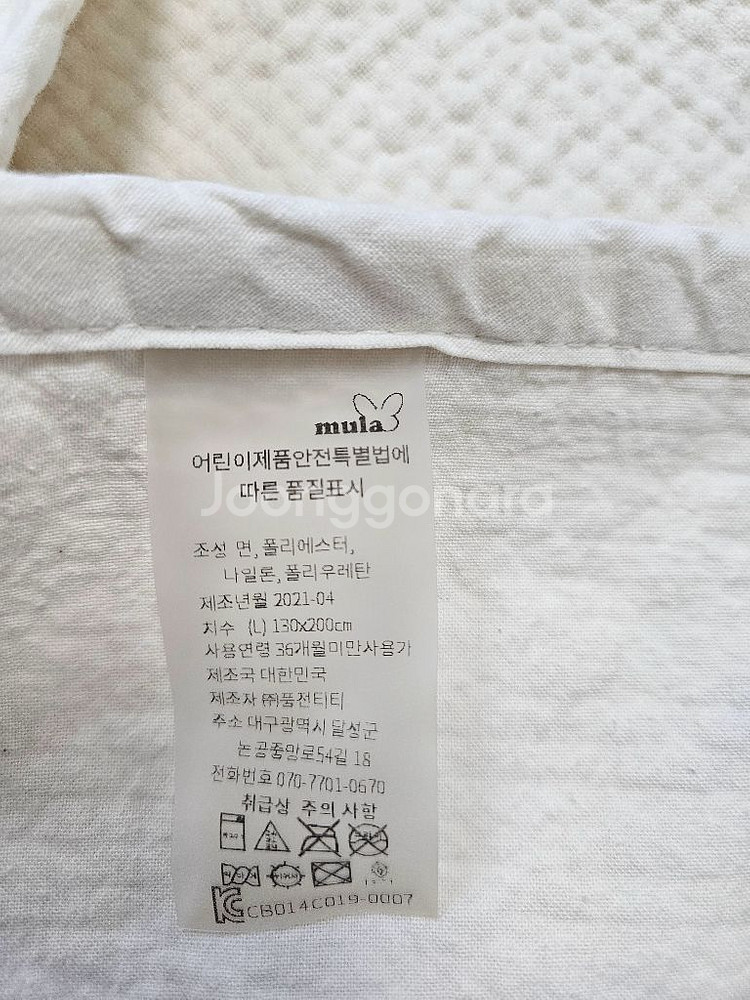 mula
어린이제품안전특별법에
따른 품질표시
Joonggonara
조성 면, 폴리에스터,
나일론, 폴리우레탄
제조년월 2021-04
치수 (L) 130x200cm
사용연령 36개월미만사용가
제조국 대한민국
제조자 ㈜풍전티티
주소 대구광역시 달성군
논공중앙로54길 18
전화번호 070-7701-0670
취급상 주의 사항
CB014C019-0007